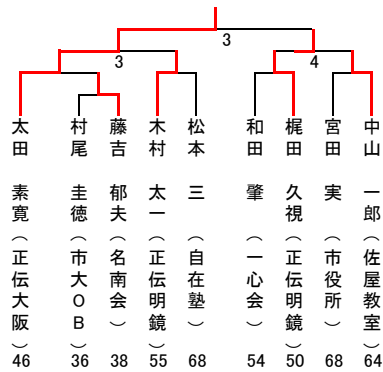 3
3
4
太田 素寛（正伝大阪）46
村尾 圭徳（市大OB）36
藤吉 郁夫（名南会）38
木村 太一（正伝明鏡）55
松本 三（自在塾）68
和田 肇（一心会）54
梶田 久視（正伝明鏡）50
宮田 実（市役所）68
中山 一郎（佐屋教室）64